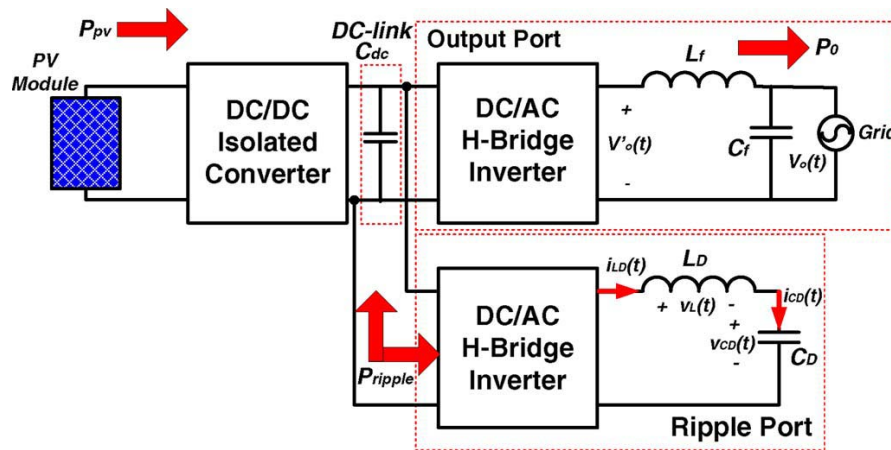 Ppv
PV
Module
DC/DC
Isolated
Converter
DC-link
Cdc
Output Port
DC/AC
H-Bridge
Inverter
+
V'o(t)
-
Lf
P0
Cf
Vo(t)
Grid
Pripple
DC/AC
H-Bridge
Inverter
iLD(t)
LD
+ vL(t) -
iCD(t)
+
vCD(t)
-
CD
Ripple Port